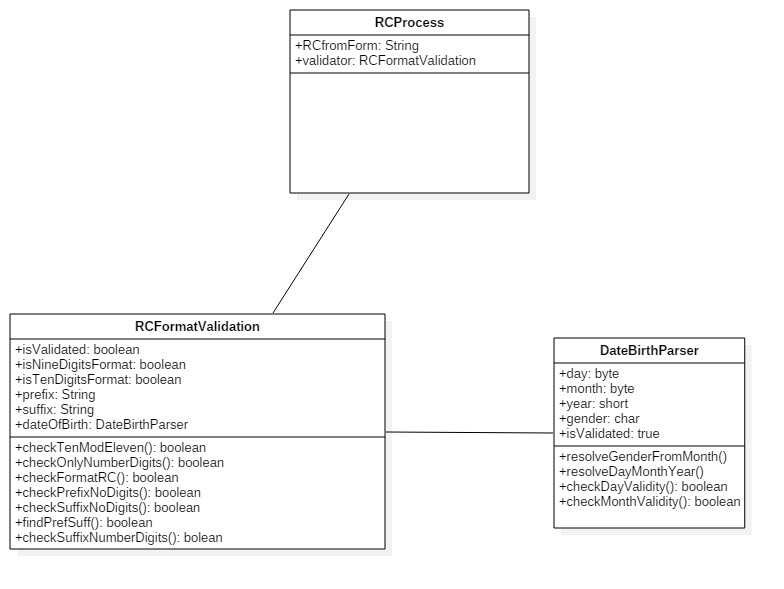 RCProcess
+RCfromForm: String
+validator: RCFormatValidation
RCFormatValidation
+isValidated: boolean
+isNineDigitsFormat: boolean
+isTenDigitsFormat: boolean
+prefix: String
+suffix: String
+dateOfBirth: DateBirthParser
+checkTenModEleven(): boolean
+checkOnlyNumberDigits(): boolean
+checkFormatRC(): boolean
+checkPrefixNoDigits(): boolean
+checkSuffixNoDigits(): boolean
+findPrefSuff(): boolean
+checkSuffixNumberDigits(): bolean
DateBirthParser
+day: byte
+month: byte
+year: short
+gender: char
+isValidated: true
+resolveGenderFromMonth()
+resolveDayMonthYear()
+checkDayValidity(): boolean
+checkMonthValidity(): boolean